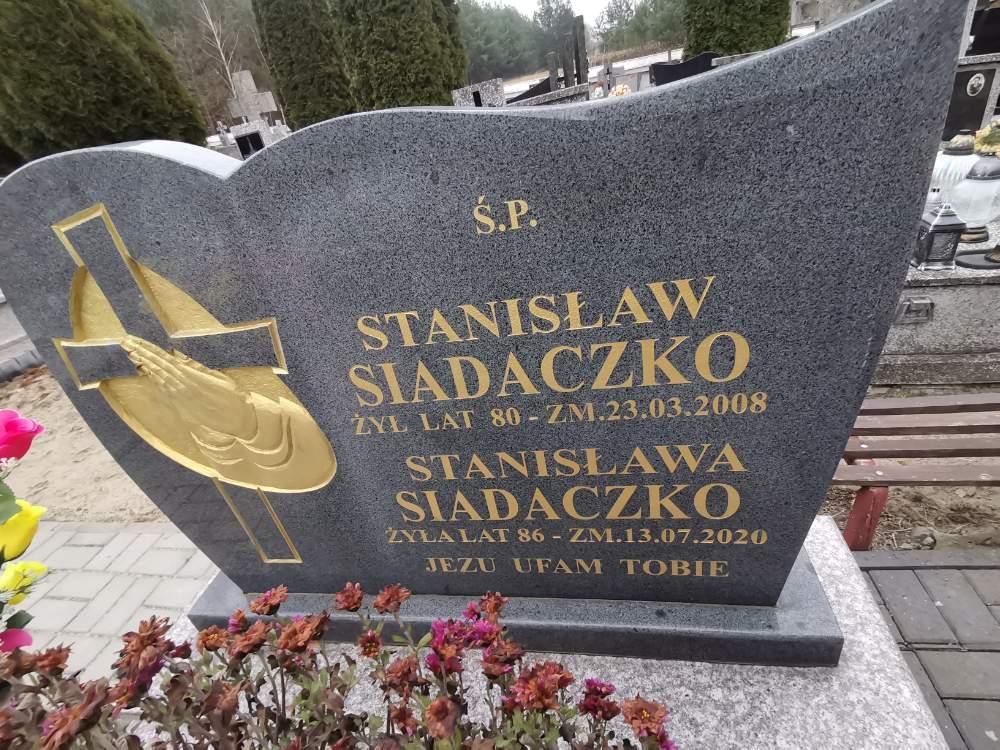 Ś.P.
STANISŁAW
SIADACZKO
ŻYŁ LAT 80 - ZM.23.03.2008
STANISŁAWA
SIADACZKO
ŻYŁA LAT 86 - ZM.13.07.2020
JEZU UFAM TOBIE